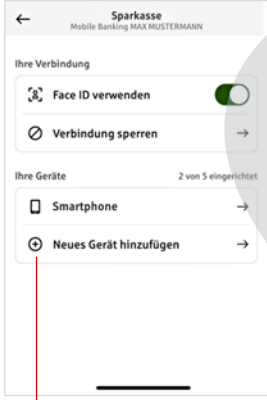 Sparkasse
Mobile Banking MAX MUSTERMANN
Ihre Verbindung
Face ID verwenden
Verbindung sperren
Ihre Geräte 2 von 5 eingerichtet
Smartphone
Neues Gerät hinzufügen